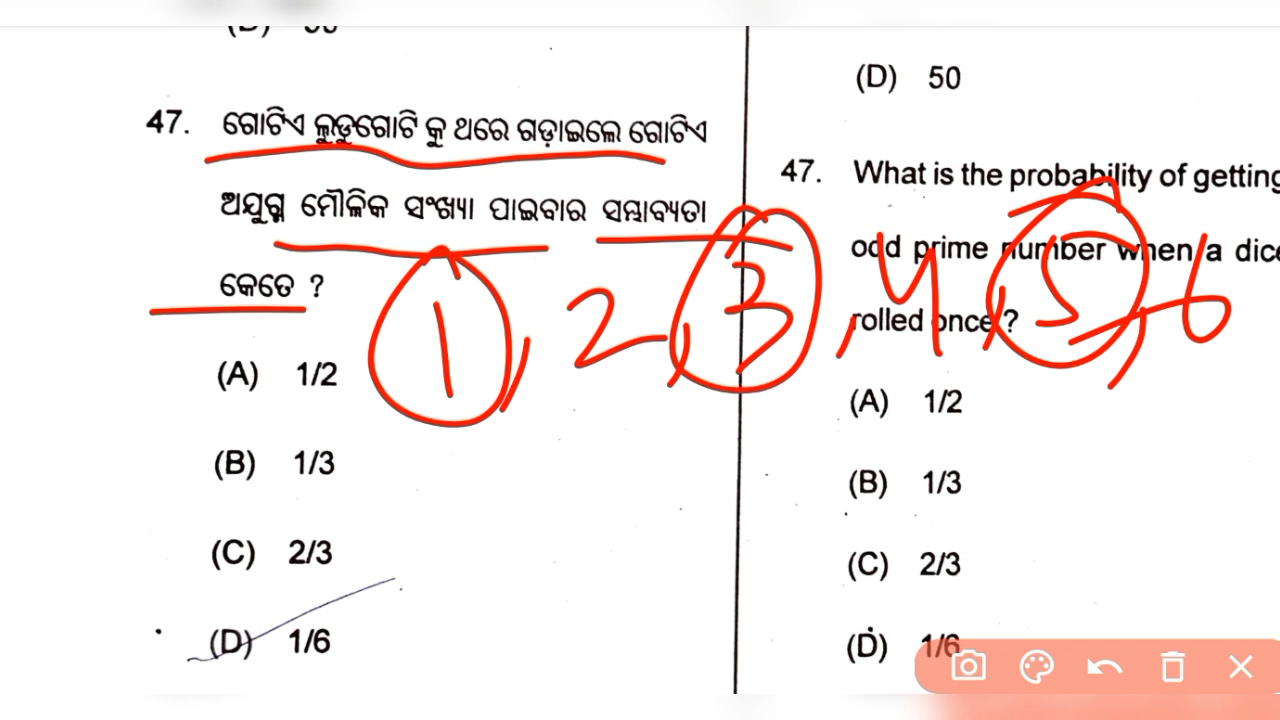 47. ଗୋଟିଏ ଲୁଡୁଗୋଟି କୁ ଥରେ ଗଡ଼ାଇଲେ ଗୋଟିଏ
ଅଯୁଗ୍ମ ମୌଳିକ ସଂଖ୍ୟା ପାଇବାର ସମ୍ଭାବ୍ୟତା
କେତେ ?
1, 2, 3, 4, 5, 6
(A) 1/2
(B) 1/3
(C) 2/3
(D) 1/6
(D) 50
47. What is the probability of getting
odd prime number when a dice
rolled once ?
(A) 1/2
(B) 1/3
(C) 2/3
(D) 1/6